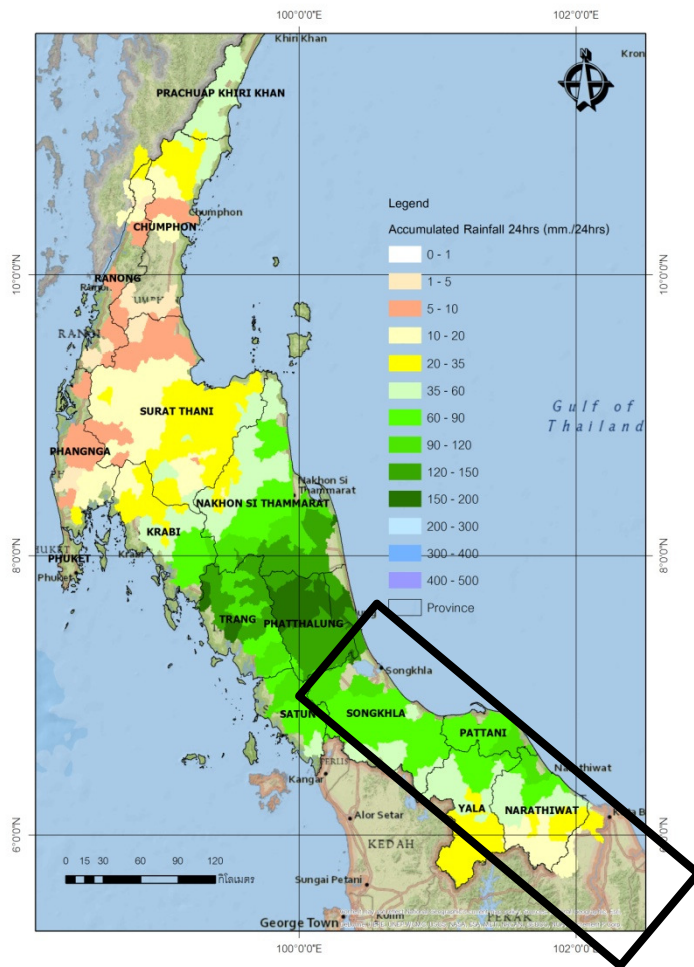 100°0'0"E
102°0'0"E
Khiri Khan
Kron
PRACHUAP KHIRI KHAN
Chumphon
CHUMPHON
RANONG
10°0'0"N
10°0'0"N
SURAT THANI
PHANGNGA
Nakhon Si
Thammarat
NAKHON SI THAMMARAT
KRABI
Krabi
8°0'0"N
8°0'0"N
PHUKET
Phuket
TRANG
PHATTHALUNG
Songkhla
SATUN
SONGKHLA
PATTANI
Narathiwat
PERLIS
Kangar
YALA
NARATHIWAT
Alor Setar
6°0'0"N
6°0'0"N
KEDAH
Sungai Petani
PERAK
George Town
Kulim
Legend
Accumulated Rainfall 24hrs (mm./24hrs)
0 - 1
1 - 5
5 - 10
10 - 20
20 - 35
35 - 60
60 - 90
90 - 120
120 - 150
150 - 200
200 - 300
300 - 400
400 - 500
Province
Gulf of
Thailand
0 15 30 60 90 120
กิโลเมตร
100°0'0"E
102°0'0"E